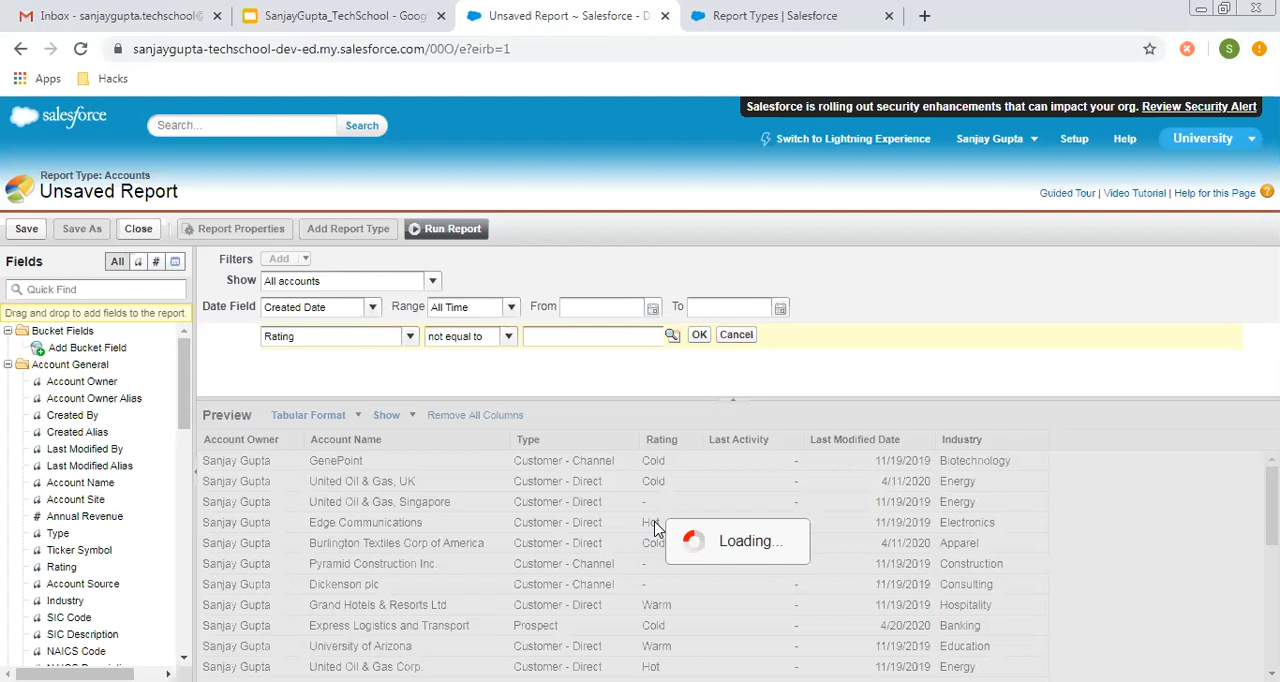 Inbox - sanjaygupta.techschool@
SanjayGupta_TechSchool - Goog
Unsaved Report ~ Salesforce - D
Report Types | Salesforce
sanjaygupta-techschool-dev-ed.my.salesforce.com/00O/e?eirb=1
S
Apps
Hacks
salesforce
Search...
Search
Salesforce is rolling out security enhancements that can impact your org. Review Security Alert
Switch to Lightning Experience
Sanjay Gupta
Setup
Help
University
Report Type: Accounts
Unsaved Report
Guided Tour | Video Tutorial | Help for this Page
Save
Save As
Close
Report Properties
Add Report Type
Run Report
Fields
All
#
Quick Find
Drag and drop to add fields to the report.
Bucket Fields
Add Bucket Field
Account General
Account Owner
Account Owner Alias
Created By
Created Alias
Last Modified By
Last Modified Alias
Account Name
Account Site
# Annual Revenue
Type
Ticker Symbol
Rating
Account Source
Industry
SIC Code
SIC Description
NAICS Code
Filters Add
Show All accounts
Date Field Created Date Range All Time From To
Rating not equal to OK Cancel
Preview Tabular Format Show Remove All Columns
Account Owner Account Name Type Rating Last Activity Last Modified Date Industry
Sanjay Gupta GenePoint Customer - Channel Cold - 11/19/2019 Biotechnology
Sanjay Gupta United Oil & Gas, UK Customer - Direct Cold - 4/11/2020 Energy
Sanjay Gupta United Oil & Gas, Singapore Customer - Direct - - 11/19/2019 Energy
Sanjay Gupta Edge Communications Customer - Direct Hot - 11/19/2019 Electronics
Sanjay Gupta Burlington Textiles Corp of America Customer - Direct Cold - 4/11/2020 Apparel
Loading...
Sanjay Gupta Pyramid Construction Inc. Customer - Channel - - 11/19/2019 Construction
Sanjay Gupta Dickenson plc Customer - Channel - - 11/19/2019 Consulting
Sanjay Gupta Grand Hotels & Resorts Ltd Customer - Direct Warm - 11/19/2019 Hospitality
Sanjay Gupta Express Logistics and Transport Prospect Cold - 4/20/2020 Banking
Sanjay Gupta University of Arizona Customer - Direct Warm - 11/19/2019 Education
Sanjay Gupta United Oil & Gas Corp. Customer - Direct Hot - 11/19/2019 Energy